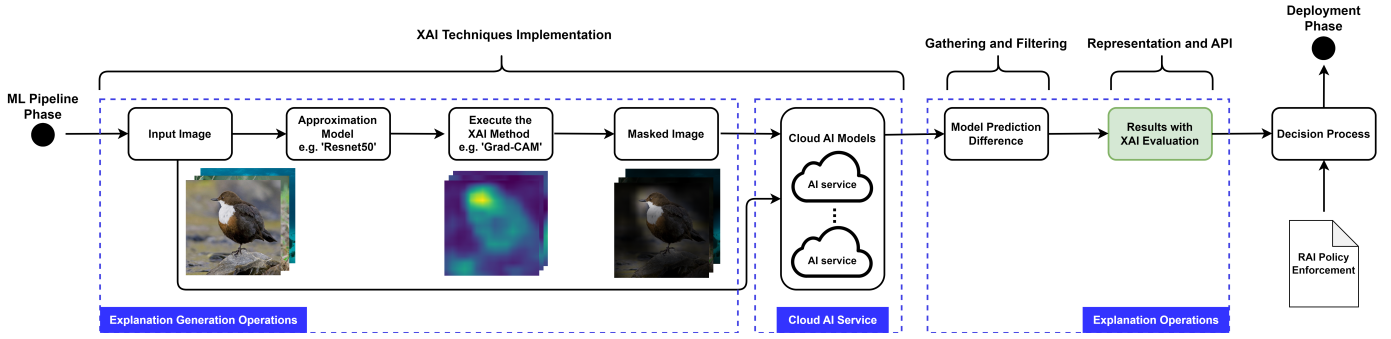 XAI Techniques Implementation
Gathering and Filtering
Representation and API
Deployment
Phase
ML Pipeline
Phase
Input Image
Approximation
Model
e.g. 'Resnet50'
Execute the
XAI Method
e.g. 'Grad-CAM'
Masked Image
Cloud AI Models
AI service
AI service
Model Prediction
Difference
Results with
XAI Evaluation
Decision Process
RAI Policy
Enforcement
Explanation Generation Operations
Cloud AI Service
Explanation Operations